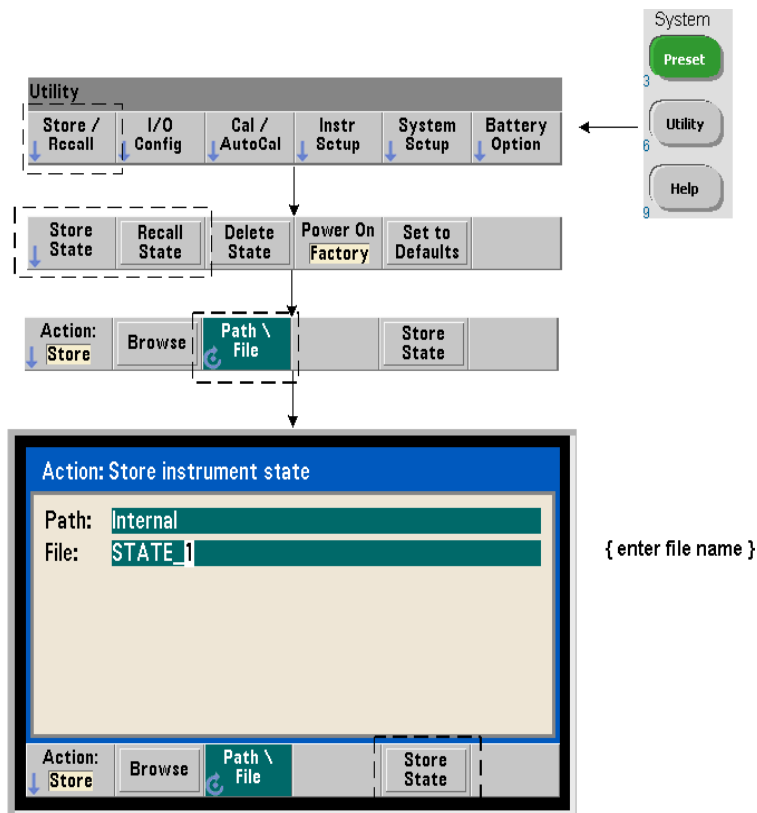 System
Preset
3
Utility
6
Help
9
Utility
Store / Recall
I/O Config
Cal / AutoCal
Instr Setup
System Setup
Battery Option
Store State
Recall State
Delete State
Power On Factory
Set to Defaults
Action: Store
Browse
Path \ File
Store State
Action: Store instrument state
Path: Internal
File: STATE_1
{ enter file name }
Action: Store
Browse
Path \ File
Store State